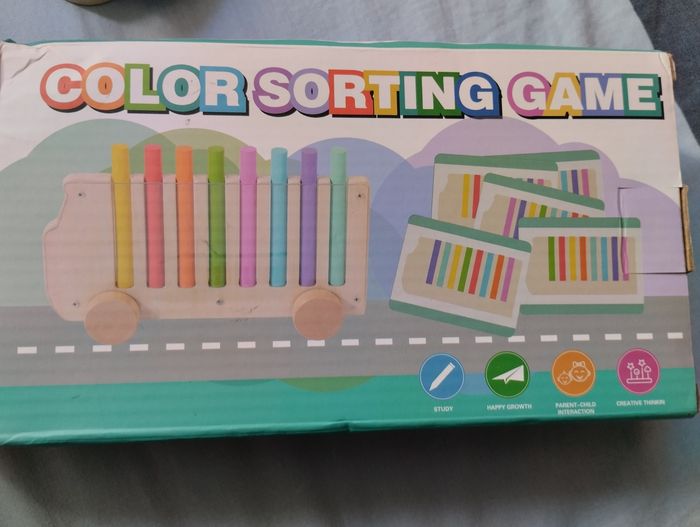 COLOR SORTING GAME
STUDY
HAPPY GROWTH
PARENT-CHILD
INTERACTION
CREATIVE THINKIN